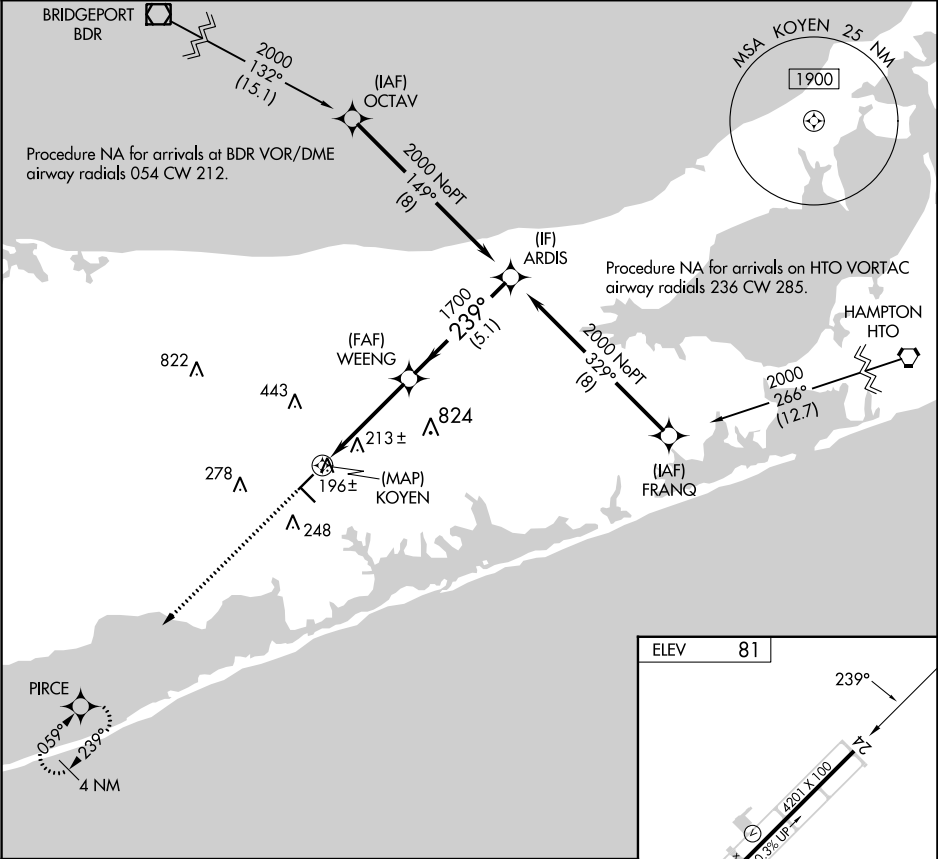 BRIDGEPORT
BDR
2000
132°
(15.1)
(IAF)
OCTAV
MSA KOYEN 25 NM
1900
Procedure NA for arrivals at BDR VOR/DME
airway radials 054 CW 212.
2000 NoPT
149°
(8)
(IF)
ARDIS
Procedure NA for arrivals on HTO VORTAC
airway radials 236 CW 285.
HAMPTON
HTO
1700
239°
(5.1)
(FAF)
WEENG
2000 NoPT
329°
(8)
2000
266°
(12.7)
822
443
824
213±
(IAF)
FRANQ
278
196±
(MAP)
KOYEN
248
PIRCE
059°
239°
4 NM
ELEV 81
239°
24
4201 X 100
0.3% UP
V